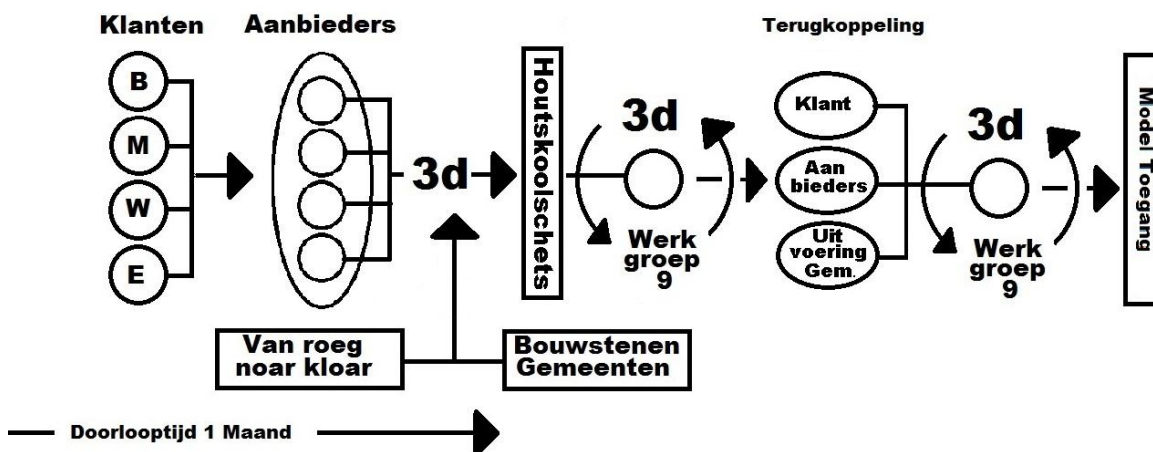 Klanten
B
M
W
E
Aanbieders
3d
Van roeg
noar kloar
Bouwstenen
Gemeenten
Houtskoolschets
3d
Werk
groep
9
Terugkoppeling
Klant
Aan
bieders
Uit
voering
Gem.
3d
Werk
groep
9
Model Toegang
Doorlooptijd 1 Maand